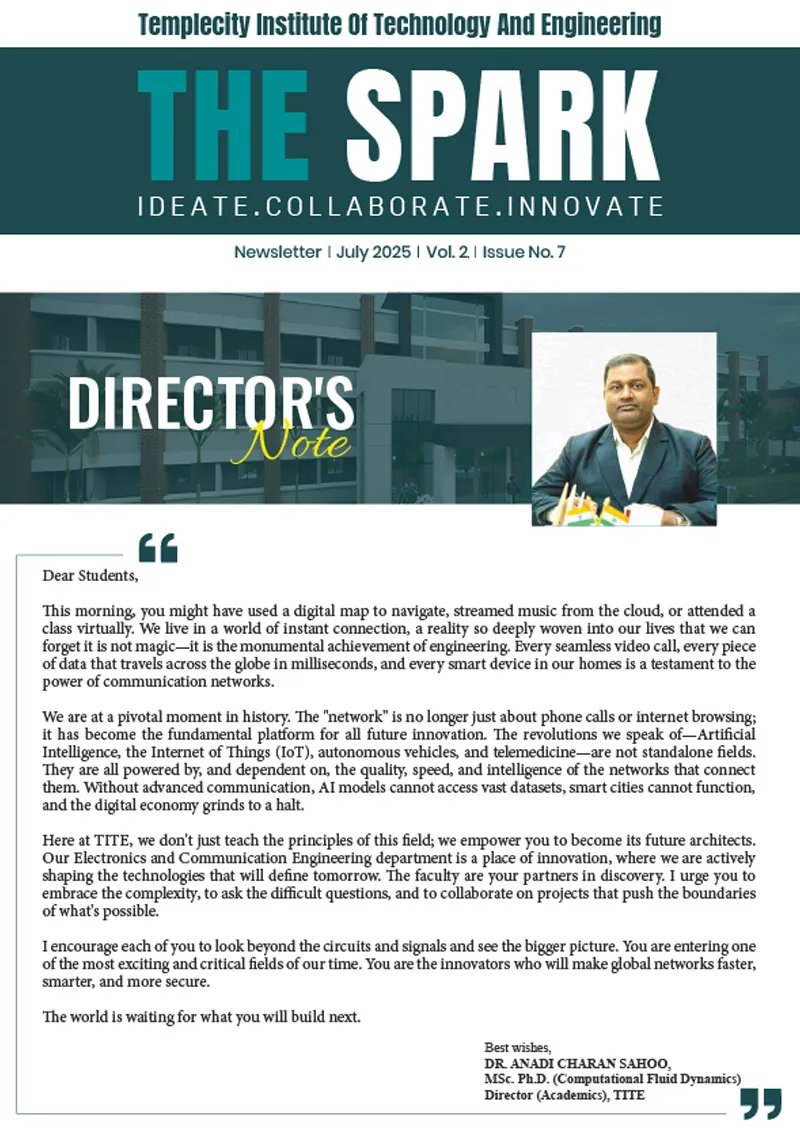 Templecity Institute Of Technology And Engineering
THE SPARK
IDEATE.COLLABORATE.INNOVATE
Newsletter | July 2025 | Vol. 2, | Issue No. 7
DIRECTOR'S
Note
Dear Students,
This morning, you might have used a digital map to navigate, streamed music from the cloud, or attended a
class virtually. We live in a world of instant connection, a reality so deeply woven into our lives that we can
forget it is not magic—it is the monumental achievement of engineering. Every seamless video call, every piece
of data that travels across the globe in milliseconds, and every smart device in our homes is a testament to the
power of communication networks.
We are at a pivotal moment in history. The "network" is no longer just about phone calls or internet browsing;
it has become the fundamental platform for all future innovation. The revolutions we speak of—Artificial
Intelligence, the Internet of Things (IoT), autonomous vehicles, and telemedicine—are not standalone fields.
They are all powered by, and dependent on, the quality, speed, and intelligence of the networks that connect
them. Without advanced communication, AI models cannot access vast datasets, smart cities cannot function,
and the digital economy grinds to a halt.
Here at TITE, we don't just teach the principles of this field; we empower you to become its future architects.
Our Electronics and Communication Engineering department is a place of innovation, where we are actively
shaping the technologies that will define tomorrow. The faculty are your partners in discovery. I urge you to
embrace the complexity, to ask the difficult questions, and to collaborate on projects that push the boundaries
of what's possible.
I encourage each of you to look beyond the circuits and signals and see the bigger picture. You are entering one
of the most exciting and critical fields of our time. You are the innovators who will make global networks faster,
smarter, and more secure.
The world is waiting for what you will build next.
Best wishes,
DR. ANADI CHARAN SAHOO,
MSc. Ph.D. (Computational Fluid Dynamics)
Director (Academics), TITE